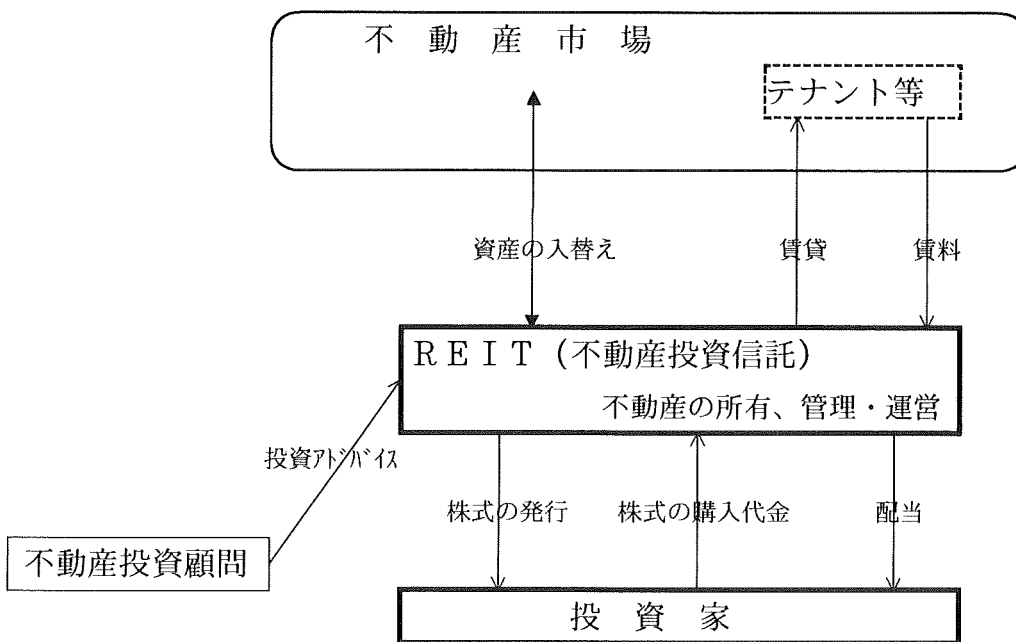 不 動 産 市 場
テナント等
資産の入替え
賃貸
賃料
ＲＥＩＴ（不動産投資信託）
不動産の所有、管理・運営
投資ｱﾄﾞﾊﾞｲｽ
株式の発行
株式の購入代金
配当
不動産投資顧問
投 資 家